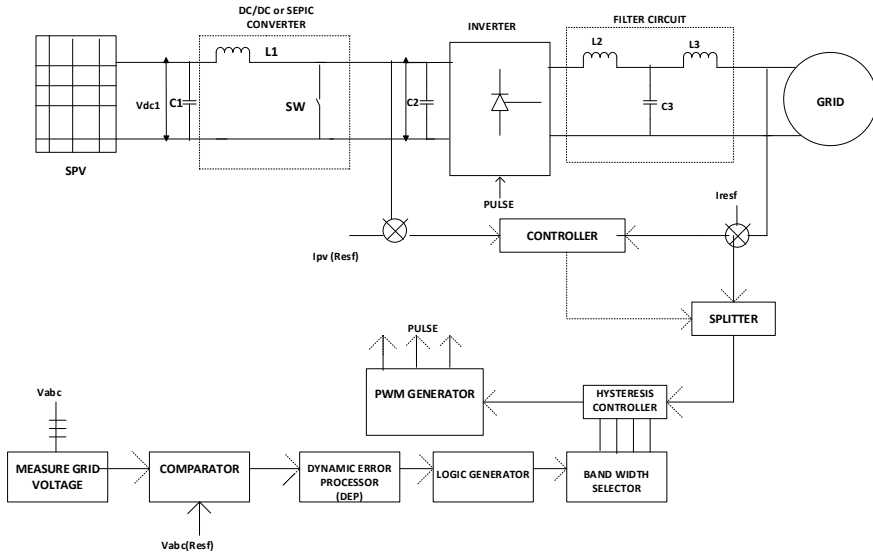 DC/DC or SEPIC
CONVERTER
L1
Vdc1
C1
SW
C2
SPV
INVERTER
PULSE
FILTER CIRCUIT
L2
L3
C3
GRID
Iresf
Ipv (Resf)
CONTROLLER
SPLITTER
PULSE
PWM GENERATOR
HYSTERESIS
CONTROLLER
Vabc
MEASURE GRID
VOLTAGE
COMPARATOR
DYNAMIC ERROR
PROCESSOR
(DEP)
LOGIC GENERATOR
BAND WIDTH
SELECTOR
Vabc(Resf)